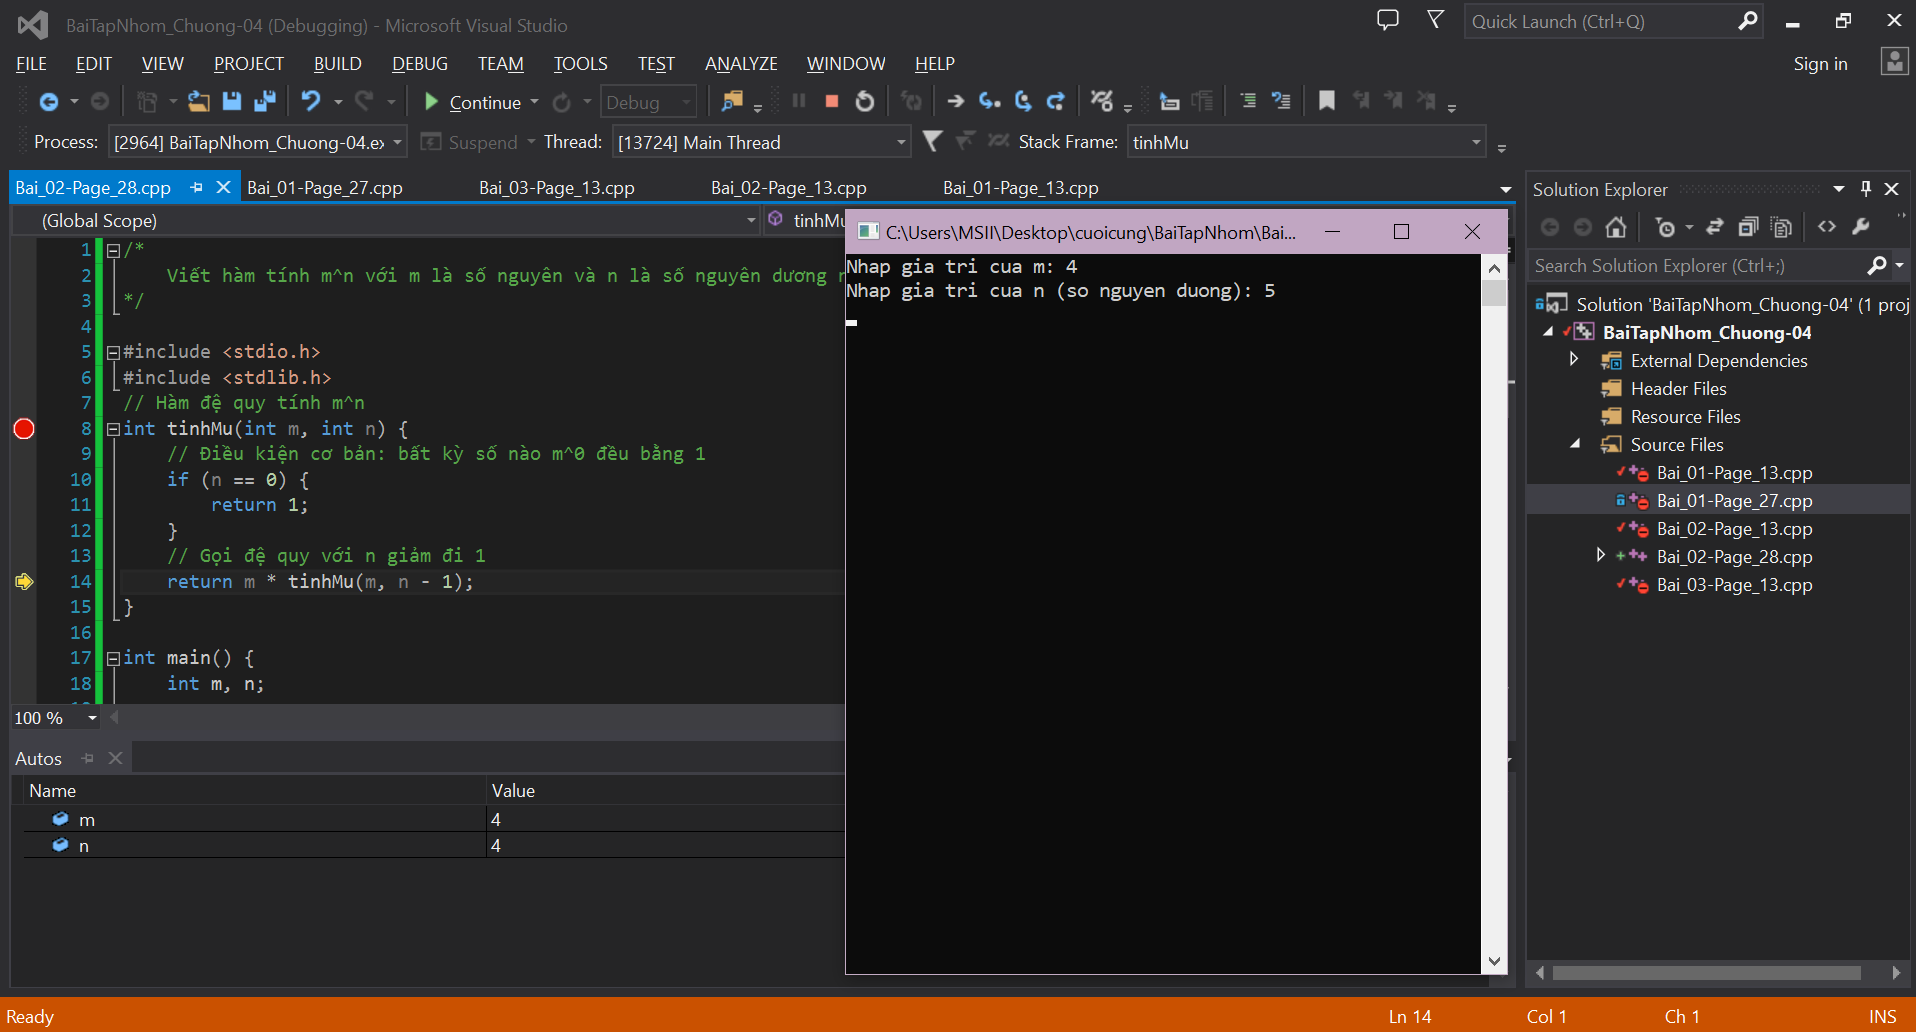 BaiTapNhom_Chuong-04 (Debugging) - Microsoft Visual Studio
Quick Launch (Ctrl+Q)
FILE EDIT VIEW PROJECT BUILD DEBUG TEAM TOOLS TEST ANALYZE WINDOW HELP
Sign in
Continue Debug
Process: [2964] BaiTapNhom_Chuong-04.ex Suspend Thread: [13724] Main Thread Stack Frame: tinhMu
Bai_02-Page_28.cpp Bai_01-Page_27.cpp Bai_03-Page_13.cpp Bai_02-Page_13.cpp Bai_01-Page_13.cpp
(Global Scope) tinhMu
1 /*
2 Viết hàm tính m^n với m là số nguyên và n là số nguyên dương
3 */
4
5 #include <stdio.h>
6 #include <stdlib.h>
7 // Hàm đệ quy tính m^n
8 int tinhMu(int m, int n) {
9 // Điều kiện cơ bản: bất kỳ số nào m^0 đều bằng 1
10 if (n == 0) {
11 return 1;
12 }
13 // Gọi đệ quy với n giảm đi 1
14 return m * tinhMu(m, n - 1);
15 }
16
17 int main() {
18 int m, n;
100 %
Autos
Name Value
m 4
n 4
C:\Users\MSII\Desktop\cuoicung\BaiTapNhom\Bai...
Nhap gia tri cua m: 4
Nhap gia tri cua n (so nguyen duong): 5
Solution Explorer
Search Solution Explorer (Ctrl+;)
Solution 'BaiTapNhom_Chuong-04' (1 proj
BaiTapNhom_Chuong-04
External Dependencies
Header Files
Resource Files
Source Files
Bai_01-Page_13.cpp
Bai_01-Page_27.cpp
Bai_02-Page_13.cpp
Bai_02-Page_28.cpp
Bai_03-Page_13.cpp
Ready Ln 14 Col 1 Ch 1 INS